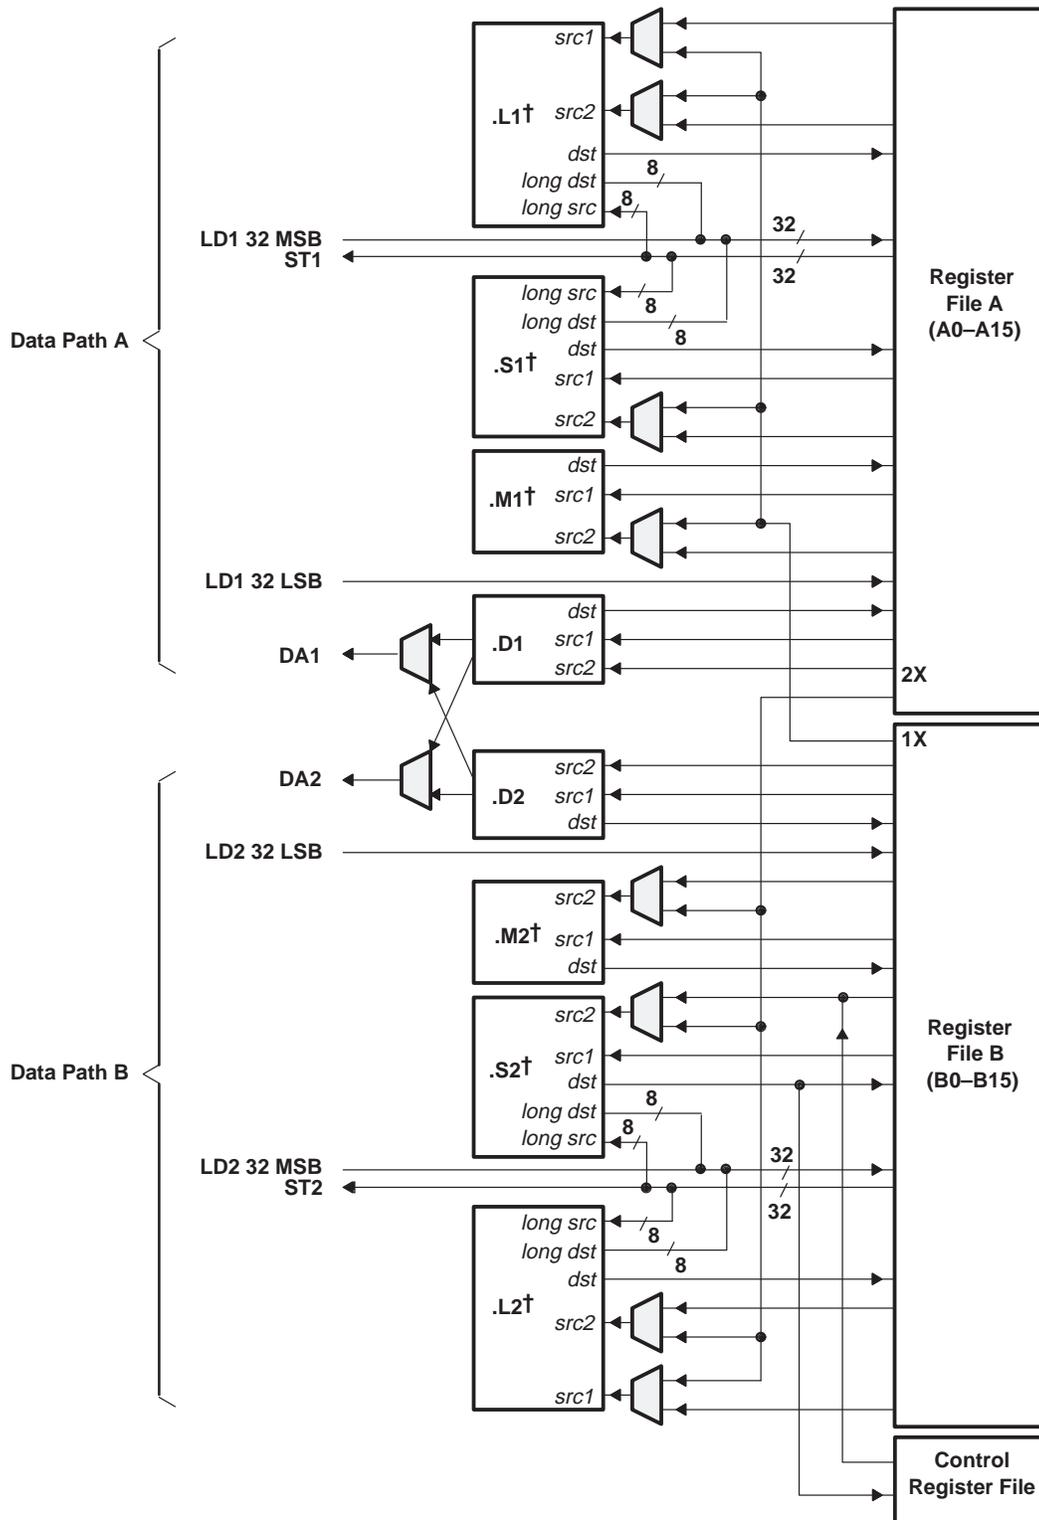 src1
.L1†
src2
dst
long dst
8
long src
8
LD1 32 MSB
32
ST1
32
Register
File A
(A0–A15)
long src
8
long dst
8
Data Path A
dst
.S1†
src1
src2
dst
.M1†
src1
src2
LD1 32 LSB
dst
.D1
src1
DA1
src2
2X
1X
DA2
src2
.D2
src1
dst
LD2 32 LSB
src2
.M2†
src1
dst
src2
Register
File B
(B0–B15)
src1
.S2†
dst
Data Path B
8
long dst
8
long src
LD2 32 MSB
32
ST2
32
long src
8
long dst
8
dst
.L2†
src2
src1
Control
Register File